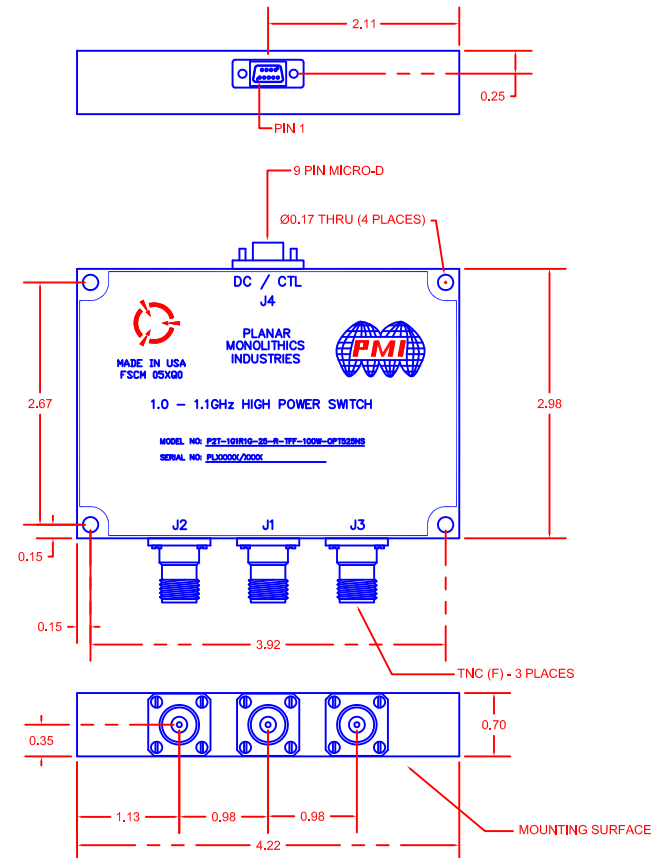 2.11
0.25
PIN 1
9 PIN MICRO-D
Ø0.17 THRU (4 PLACES)
DC / CTL
J4
MADE IN USA
FSCM 05XQ0
PLANAR
MONOLITHICS
INDUSTRIES
PMI
1.0 - 1.1GHz HIGH POWER SWITCH
MODEL NO: P2T-1G1R1G-25-R-TFF-100W-OPT525NS
SERIAL NO: PLXXXXX/XXXX
2.67
2.98
J2
J1
J3
0.15
0.15
3.92
TNC (F) - 3 PLACES
0.35
0.70
1.13
0.98
0.98
4.22
MOUNTING SURFACE